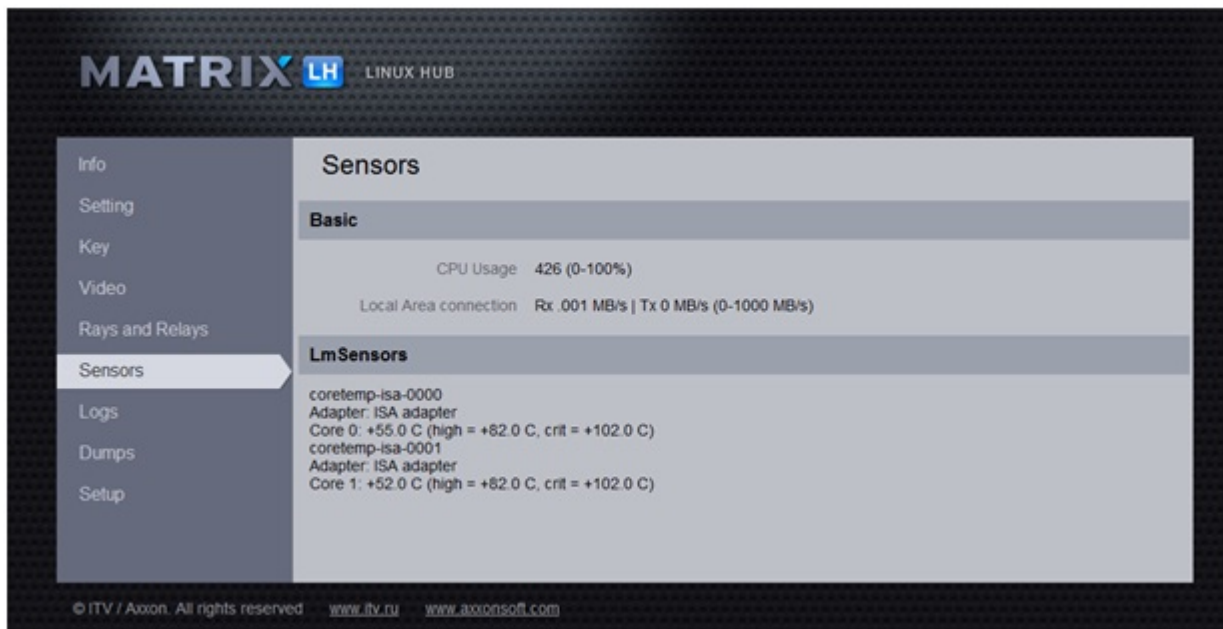 MATRIX LH LINUX HUB
Info
Setting
Key
Video
Rays and Relays
Sensors
Logs
Dumps
Setup
Sensors
Basic
CPU Usage 426 (0-100%)
Local Area connection Rx .001 MB/s | Tx 0 MB/s (0-1000 MB/s)
LmSensors
coretemp-isa-0000
Adapter: ISA adapter
Core 0: +55.0 C (high = +82.0 C, crit = +102.0 C)
coretemp-isa-0001
Adapter: ISA adapter
Core 1: +52.0 C (high = +82.0 C, crit = +102.0 C)
© ITV / Axxon. All rights reserved www.itv.ru www.axxonsoft.com